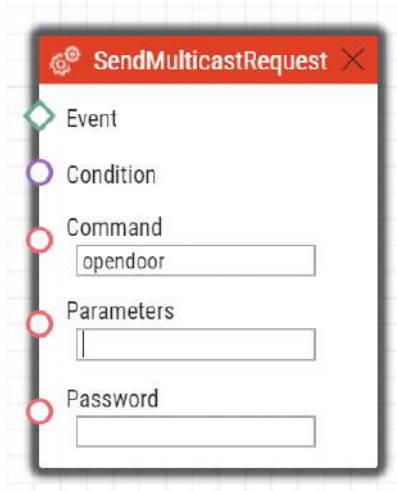 SendMulticastRequest
Event
Condition
Command
opendoor
Parameters
Password